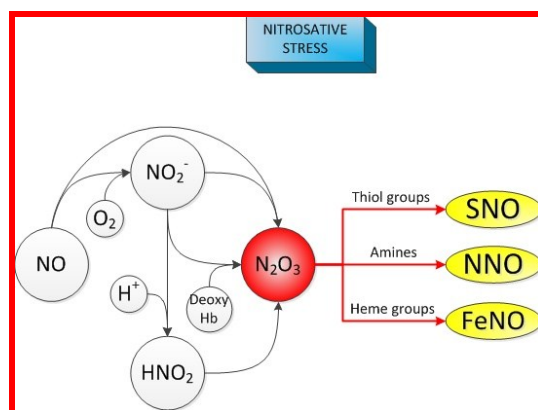 NITROSATIVE
STRESS
NO₂⁻
O₂
NO
N₂O₃
H⁺
Deoxy
Hb
HNO₂
Thiol groups
SNO
Amines
NNO
Heme groups
FeNO